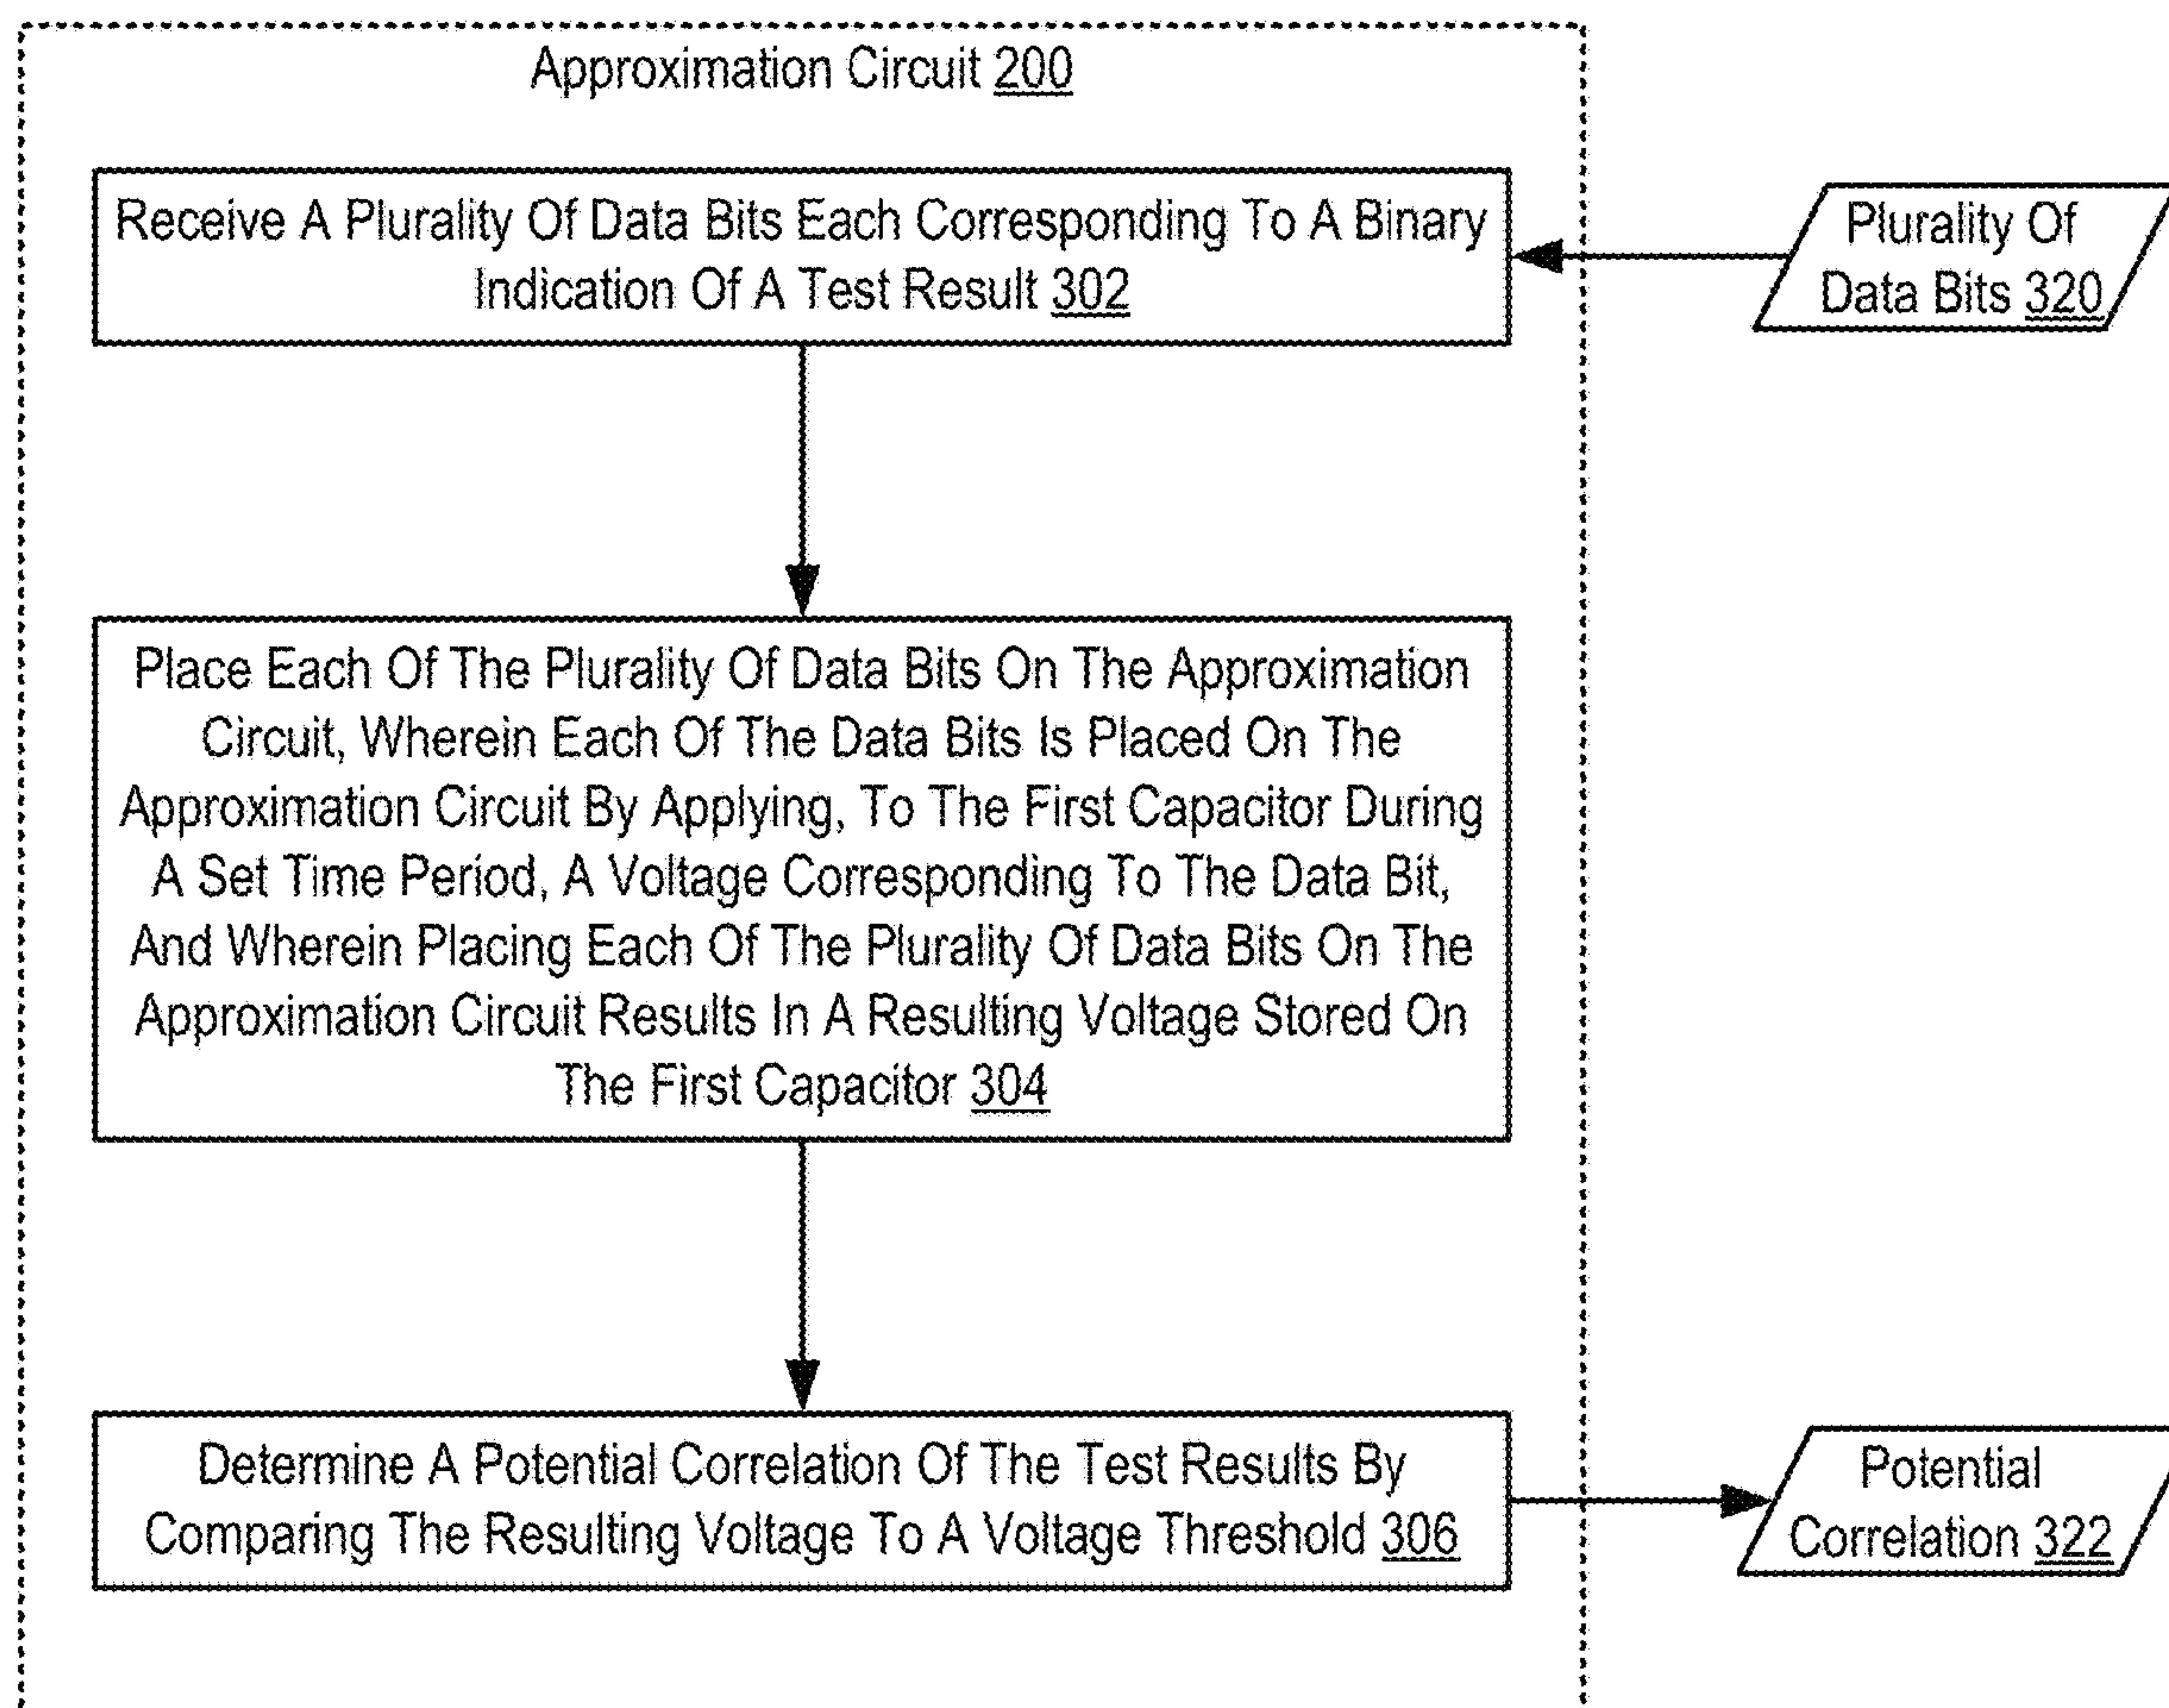 Approximation Circuit 200
Receive A Plurality Of Data Bits Each Corresponding To A Binary
Indication Of A Test Result 302
Plurality Of
Data Bits 320
Place Each Of The Plurality Of Data Bits On The Approximation
Circuit, Wherein Each Of The Data Bits Is Placed On The
Approximation Circuit By Applying, To The First Capacitor During
A Set Time Period, A Voltage Corresponding To The Data Bit,
And Wherein Placing Each Of The Plurality Of Data Bits On The
Approximation Circuit Results In A Resulting Voltage Stored On
The First Capacitor 304
Determine A Potential Correlation Of The Test Results By
Comparing The Resulting Voltage To A Voltage Threshold 306
Potential
Correlation 322